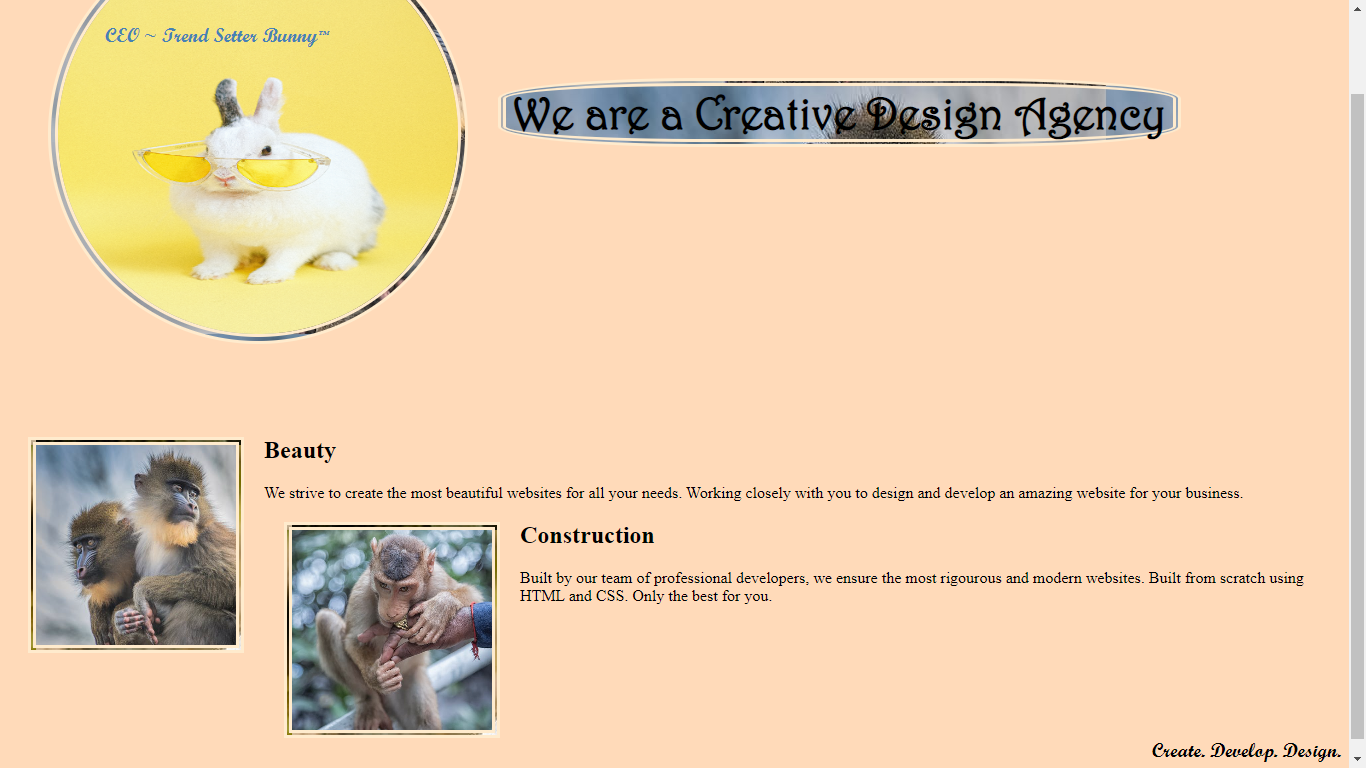 CEO ~ Trend Setter Bunny™
We are a Creative Design Agency
Beauty
We strive to create the most beautiful websites for all your needs. Working closely with you to design and develop an amazing website for your business.
Construction
Built by our team of professional developers, we ensure the most rigourous and modern websites. Built from scratch using
HTML and CSS. Only the best for you.
Create. Develop. Design.